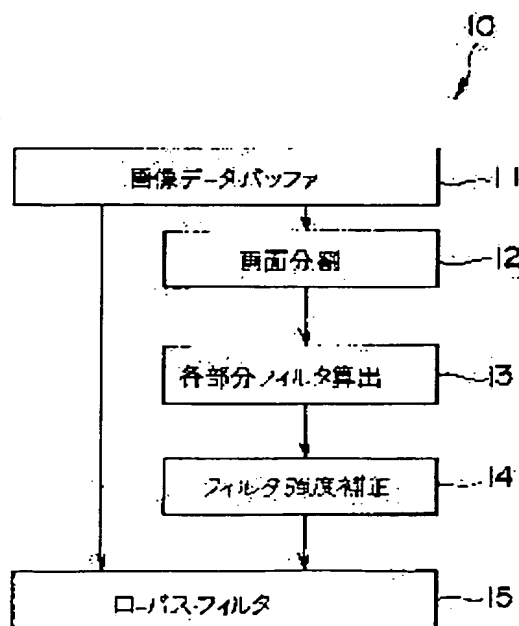 10
画像データバッファ 11
画面分割 12
各部分フィルタ算出 13
フィルタ強度補正 14
ローパス・フィルタ 15